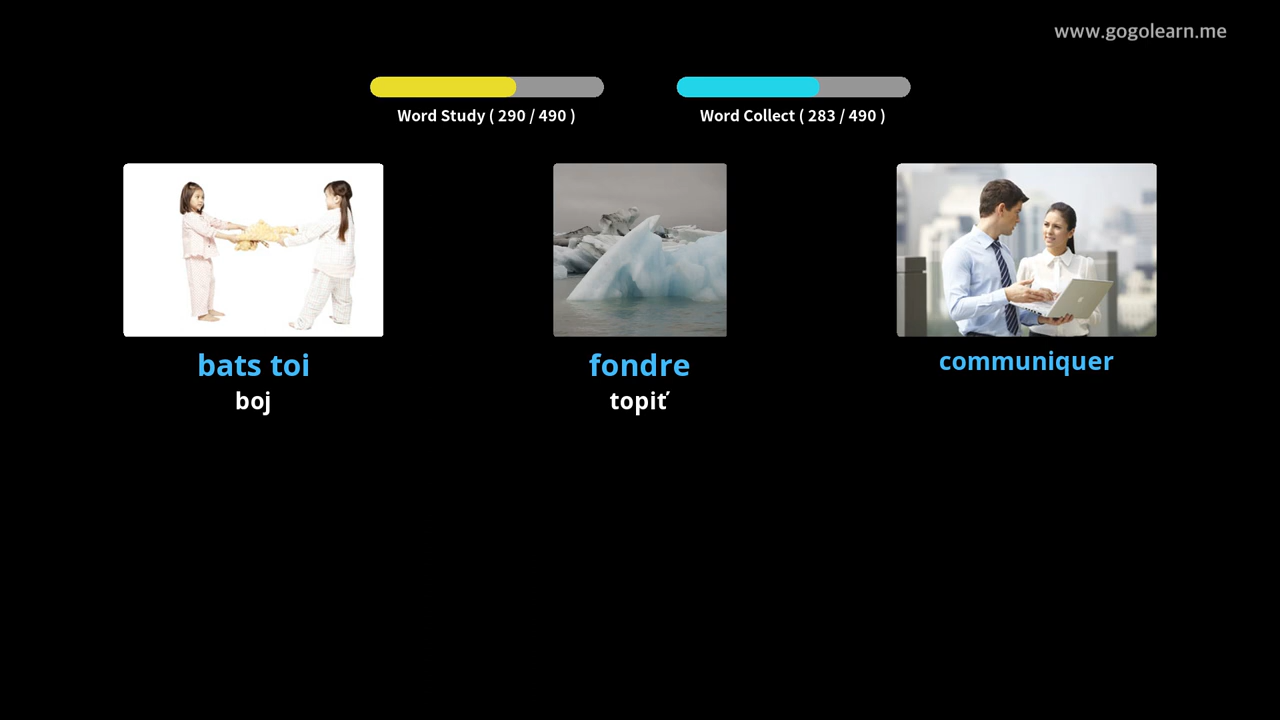 www.gogolearn.me
Word Study ( 290 / 490 )
Word Collect ( 283 / 490 )
bats toi
boj
fondre
topiť
communiquer